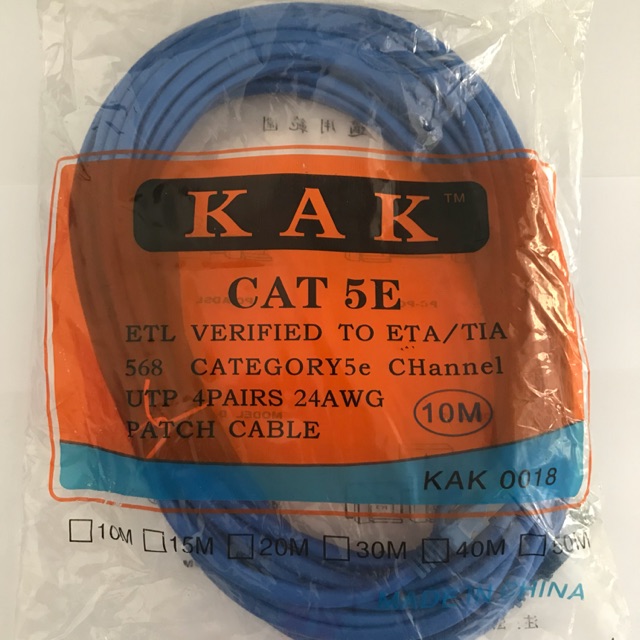 KAK™
CAT 5E
ETL VERIFIED TO ETA/TIA
568 CATEGORY5e CHannel
UTP 4PAIRS 24AWG
10M
PATCH CABLE
KAK 0018
10M 15M 20M 30M 40M 50M
MADE IN CHINA